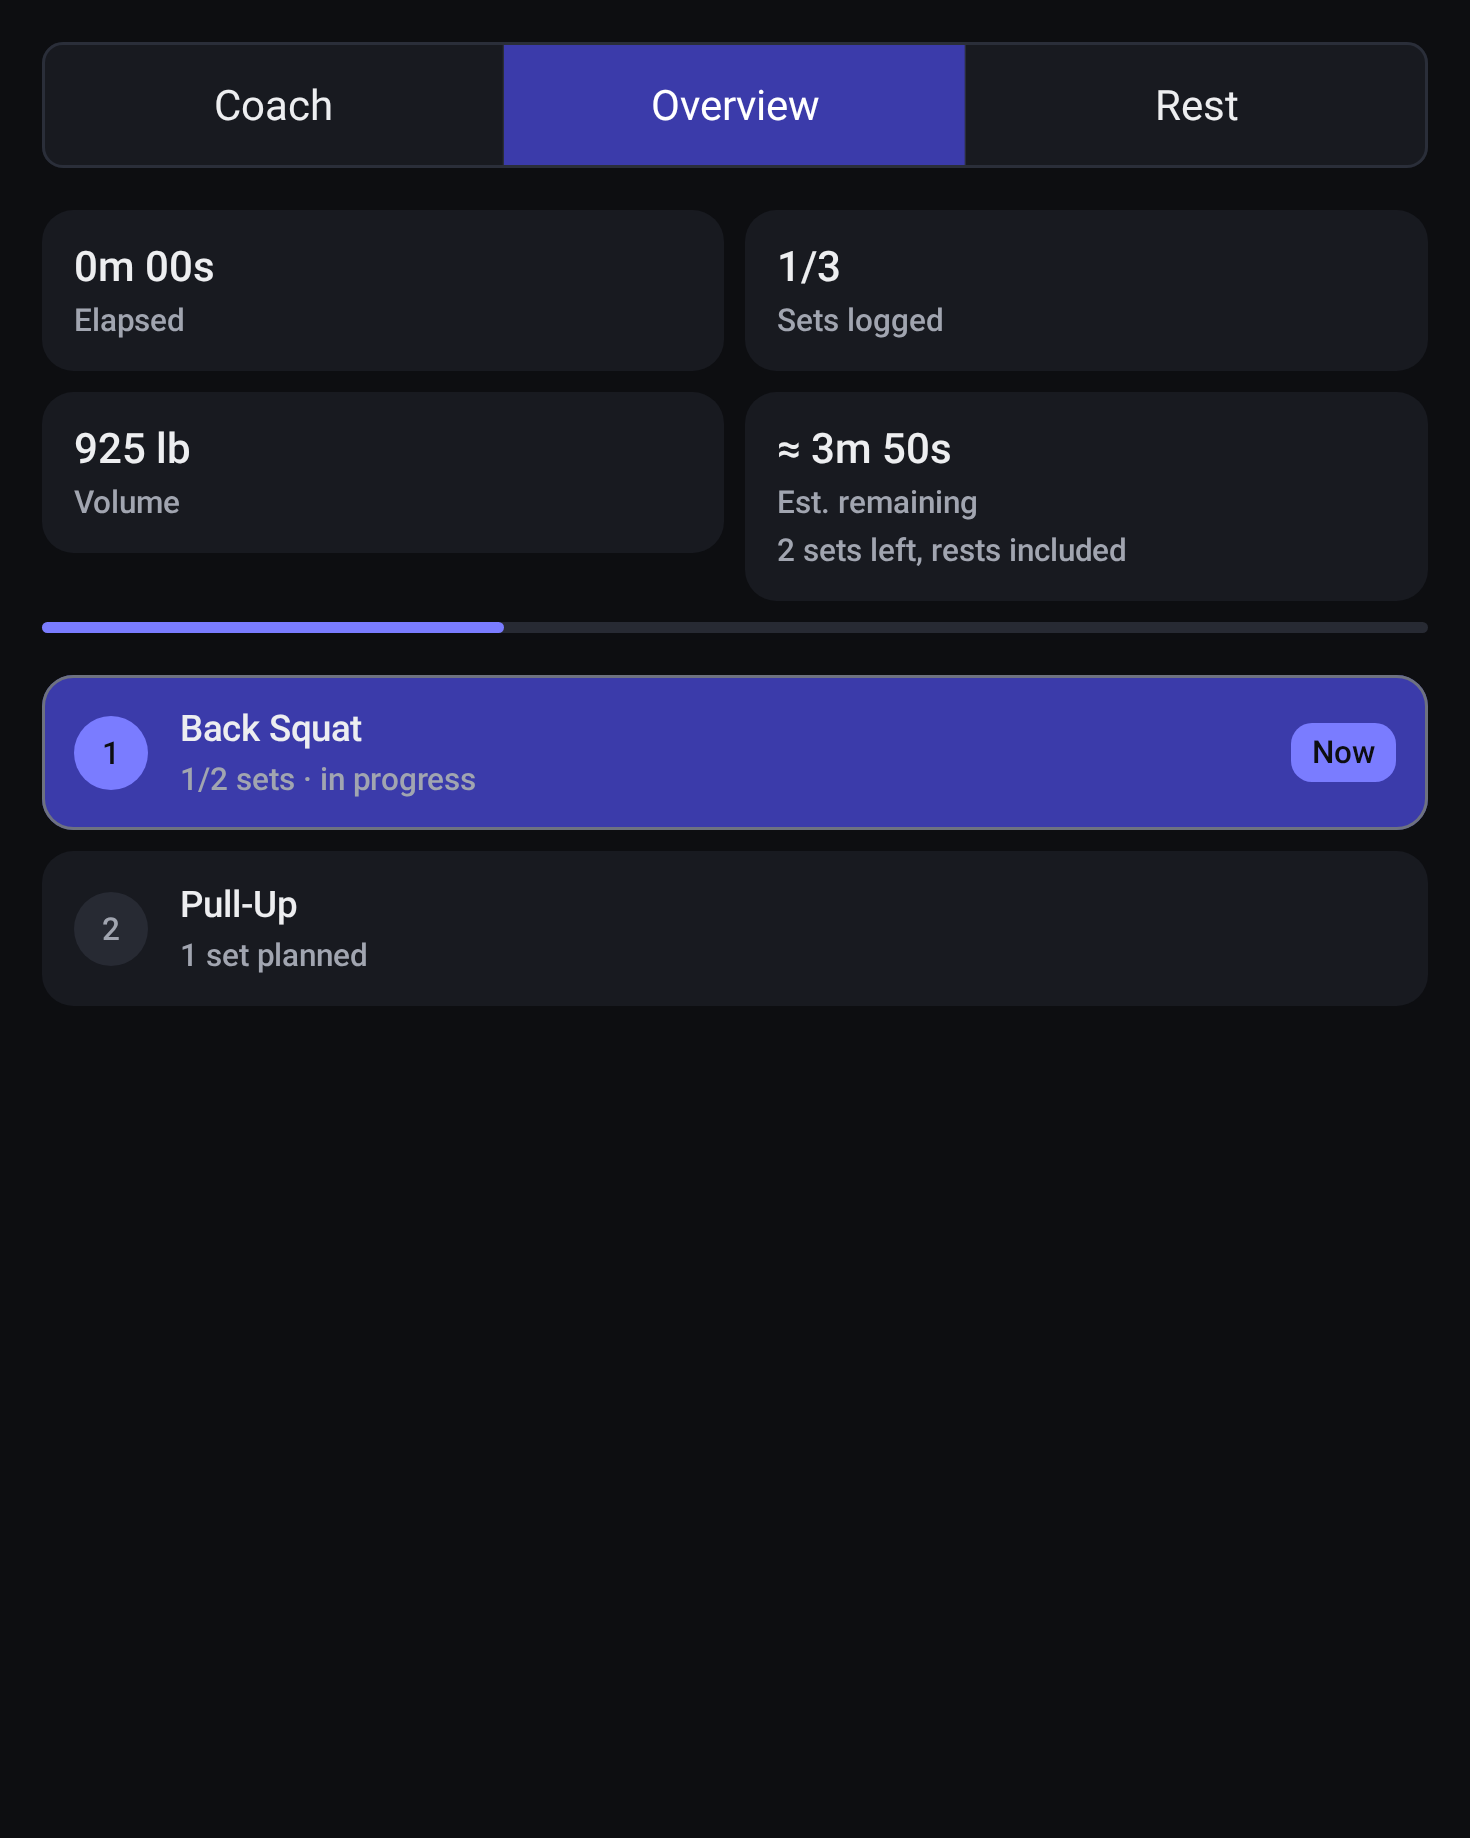 Coach
Overview
Rest
0m 00s
Elapsed
1/3
Sets logged
925 lb
Volume
≈ 3m 50s
Est. remaining
2 sets left, rests included
1
Back Squat
1/2 sets · in progress
Now
2
Pull-Up
1 set planned